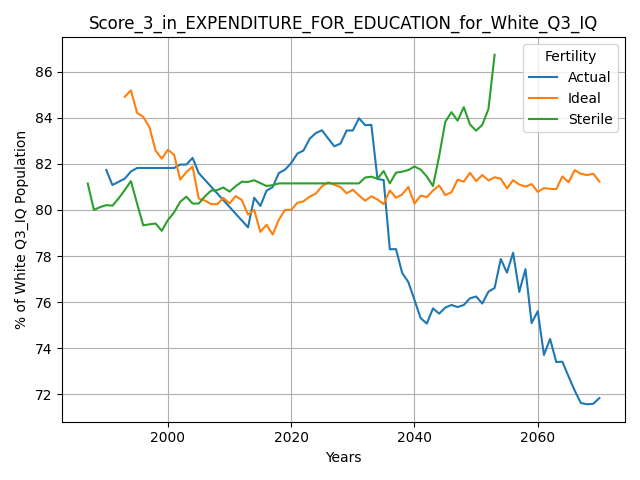 Score_3_in_EXPENDITURE_FOR_EDUCATION_for_White_Q3_IQ
% of White Q3_IQ Population
86
84
82
80
78
76
74
72
Fertility
Actual
Ideal
Sterile
2000
2020
2040
2060
Years